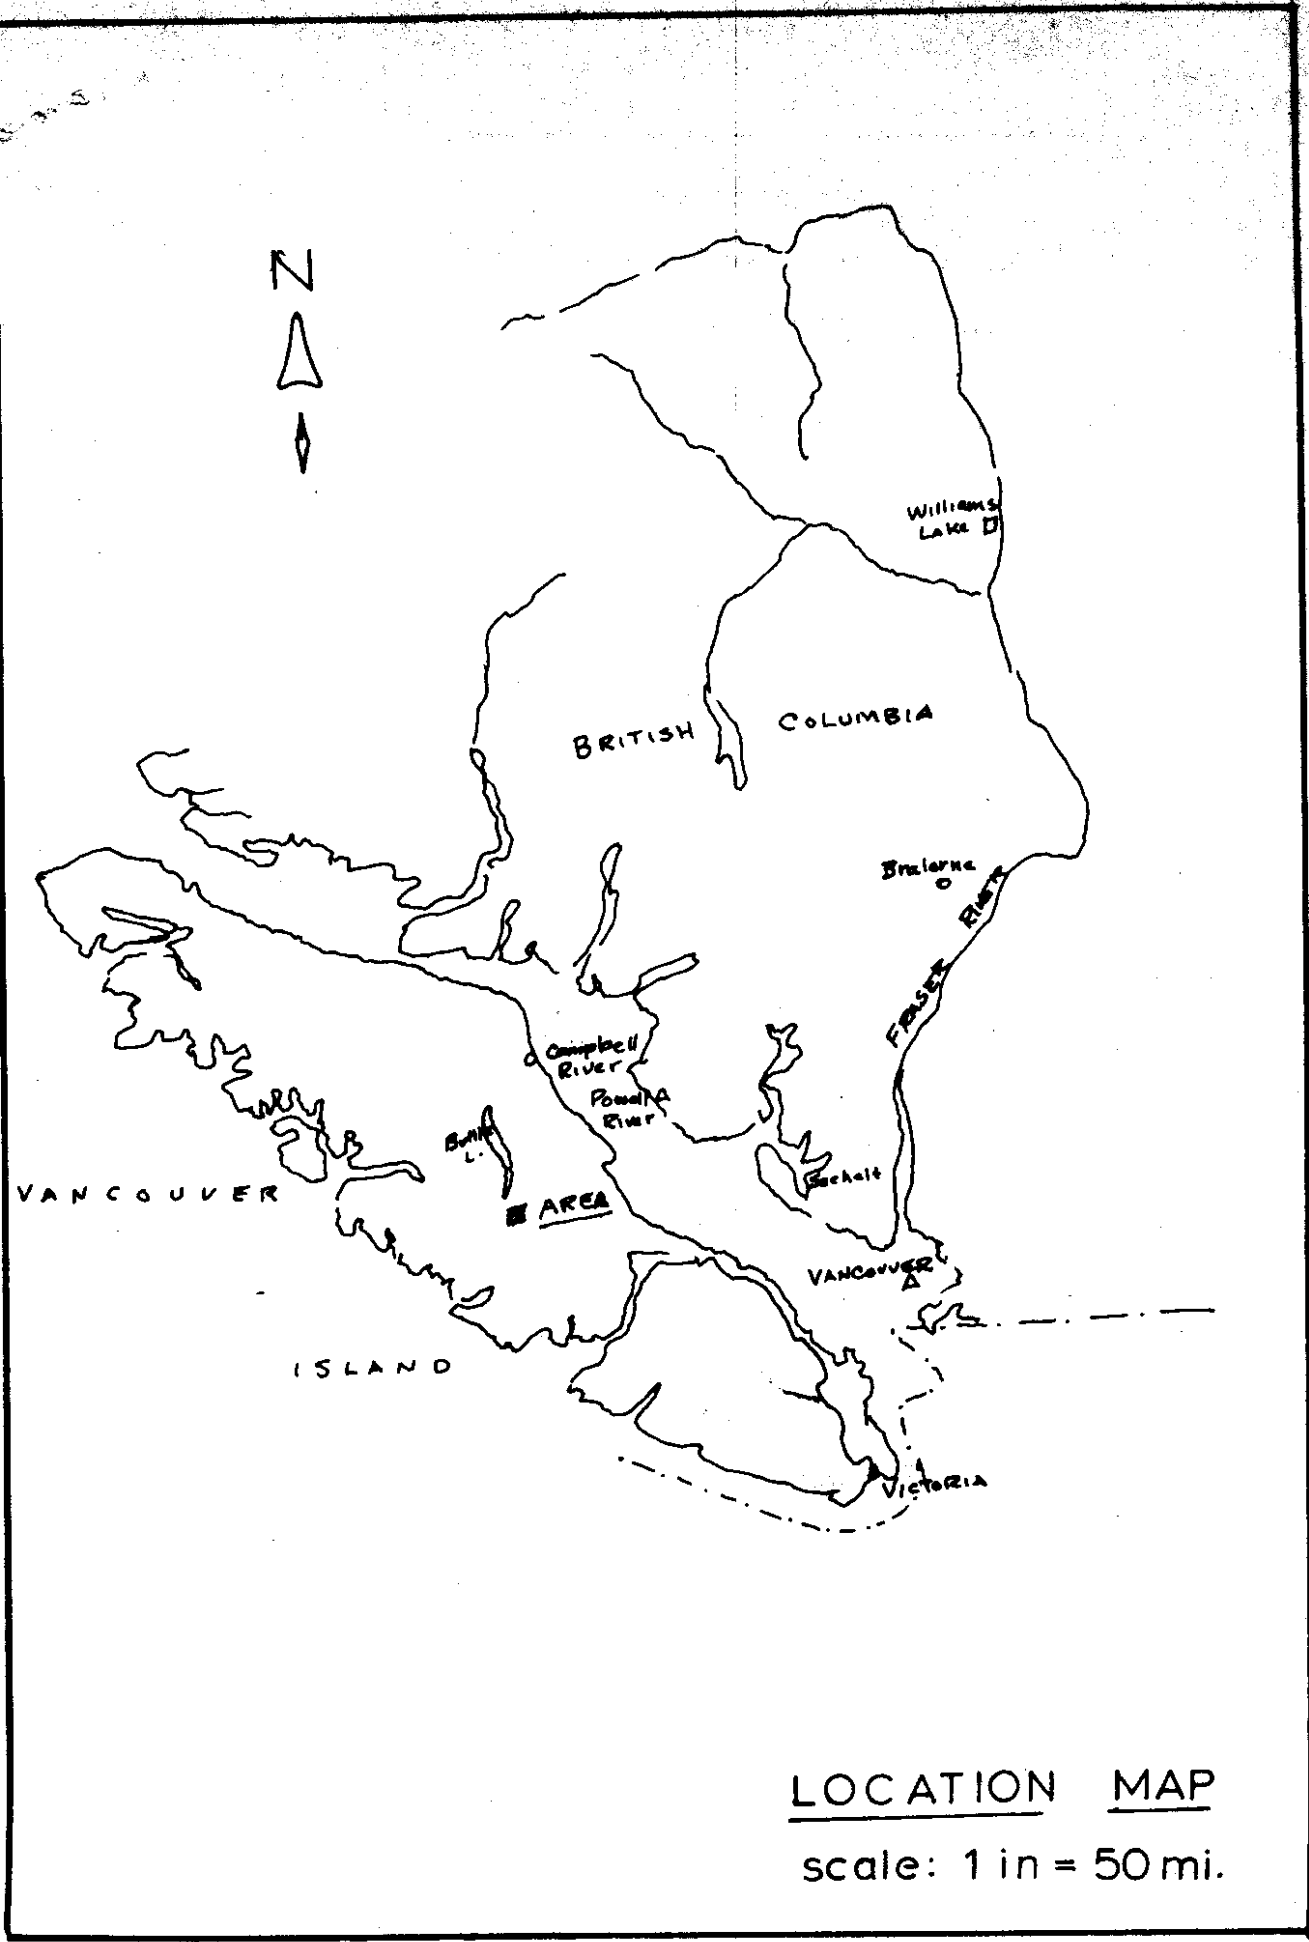 N
Williams
Lake
BRITISH COLUMBIA
Bralorne
FRASER RIVER
Campbell
River
Powell
River
Buttle
L.
Sechelt
VANCOUVER
AREA
VANCOUVER
ISLAND
VICTORIA
LOCATION MAP
scale: 1 in = 50 mi.